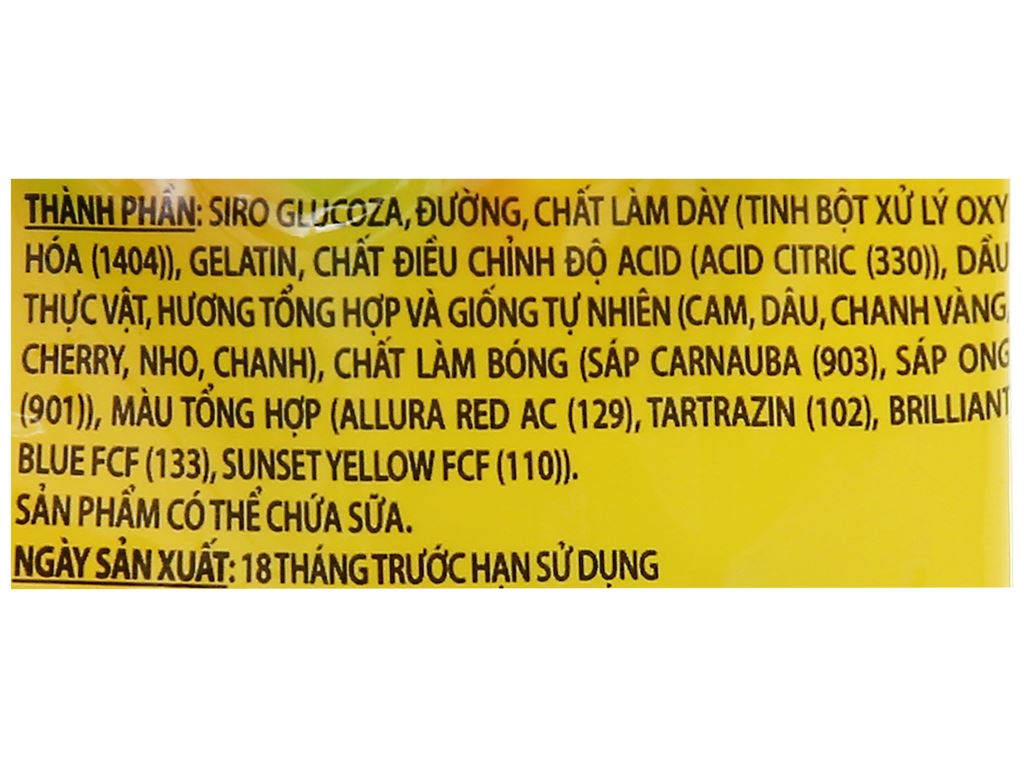 THÀNH PHẦN: SIRO GLUCOZA, ĐƯỜNG, CHẤT LÀM DÀY (TINH BỘT XỬ LÝ OXY
HÓA (1404)), GELATIN, CHẤT ĐIỀU CHỈNH ĐỘ ACID (ACID CITRIC (330)), DẦU
THỰC VẬT, HƯƠNG TỔNG HỢP VÀ GIỐNG TỰ NHIÊN (CAM, DÂU, CHANH VÀNG,
CHERRY, NHO, CHANH), CHẤT LÀM BÓNG (SÁP CARNAUBA (903), SÁP ONG
(901)), MÀU TỔNG HỢP (ALLURA RED AC (129), TARTRAZIN (102), BRILLIANT
BLUE FCF (133), SUNSET YELLOW FCF (110)).
SẢN PHẨM CÓ THỂ CHỨA SỮA.
NGÀY SẢN XUẤT: 18 THÁNG TRƯỚC HẠN SỬ DỤNG